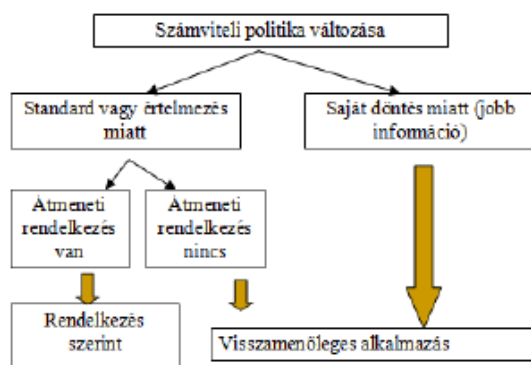 Számviteli politika változása
Standard vagy értelmezés
miatt
Saját döntés miatt (jobb
információ)
Átmeneti
rendelkezés
van
Átmeneti
rendelkezés
nincs
Rendelkezés
szerint
Visszamenőleges alkalmazás